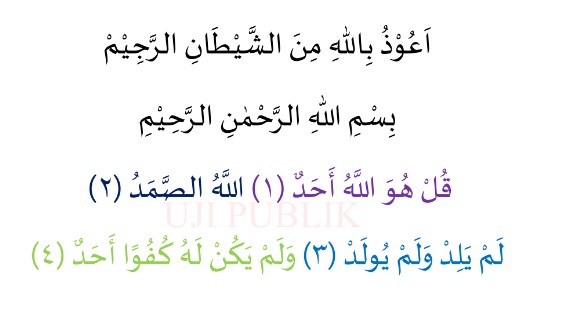 اَعُوْذُ بِاللهِ مِنَ الشَّيْطَانِ الرَّجِيْمْ
بِسْمِ اللهِ الرَّحْمٰنِ الرَّحِيْمِ
قُلْ هُوَ اللَّهُ أَحَدٌ (١) اللَّهُ الصَّمَدُ (٢)
UJI PUBLIK
لَمْ يَلِدْ وَلَمْ يُولَدْ (٣) وَلَمْ يَكُنْ لَهُ كُفُوًا أَحَدٌ (٤)